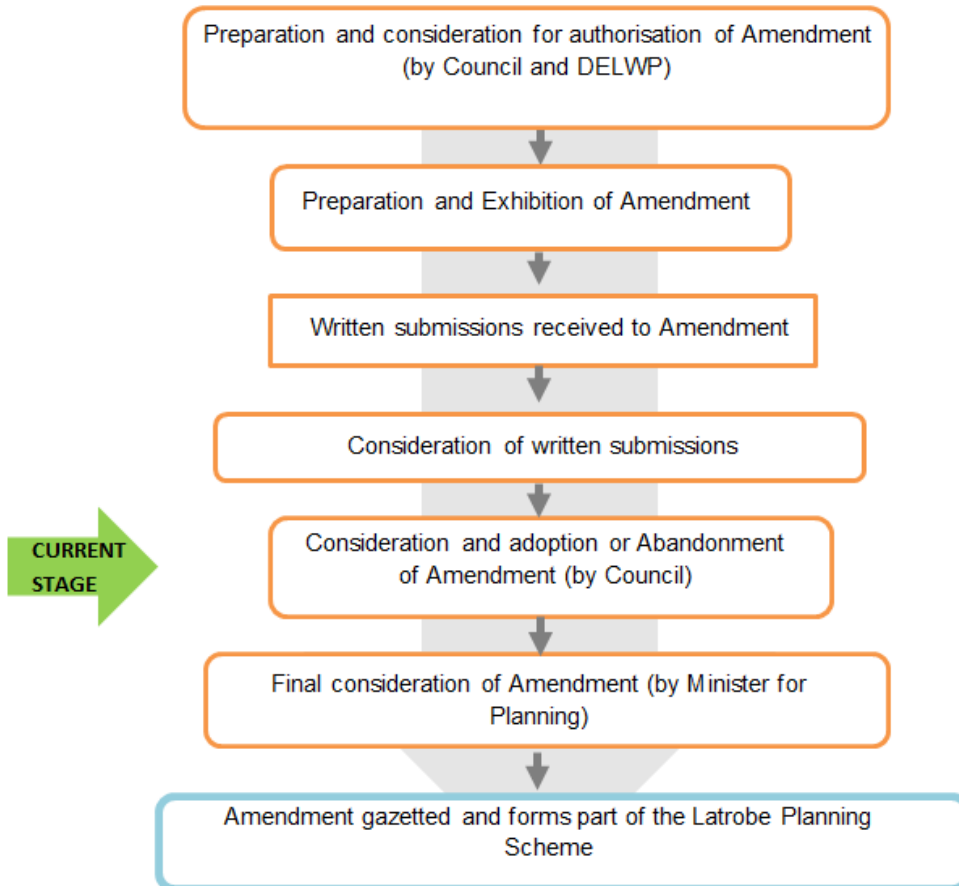 Preparation and consideration for authorisation of Amendment
(by Council and DELWP)
Preparation and Exhibition of Amendment
Written submissions received to Amendment
Consideration of written submissions
CURRENT
STAGE
Consideration and adoption or Abandonment
of Amendment (by Council)
Final consideration of Amendment (by Minister for
Planning)
Amendment gazetted and forms part of the Latrobe Planning
Scheme